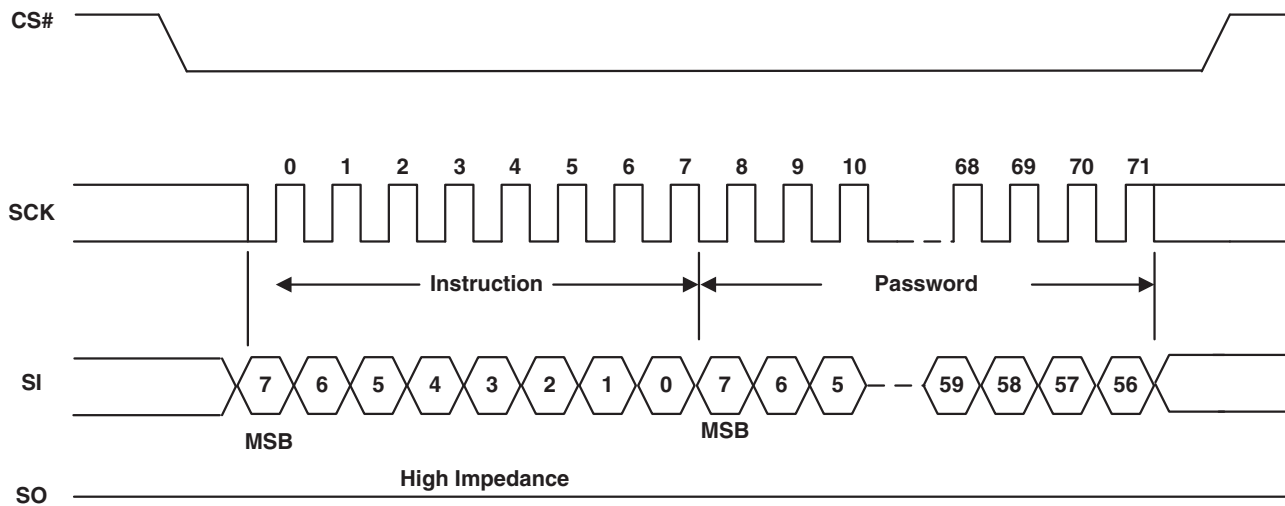 CS#
0 1 2 3 4 5 6 7 8 9 10 68 69 70 71
SCK
Instruction Password
SI 7 6 5 4 3 2 1 0 7 6 5 59 58 57 56
MSB MSB
High Impedance
SO